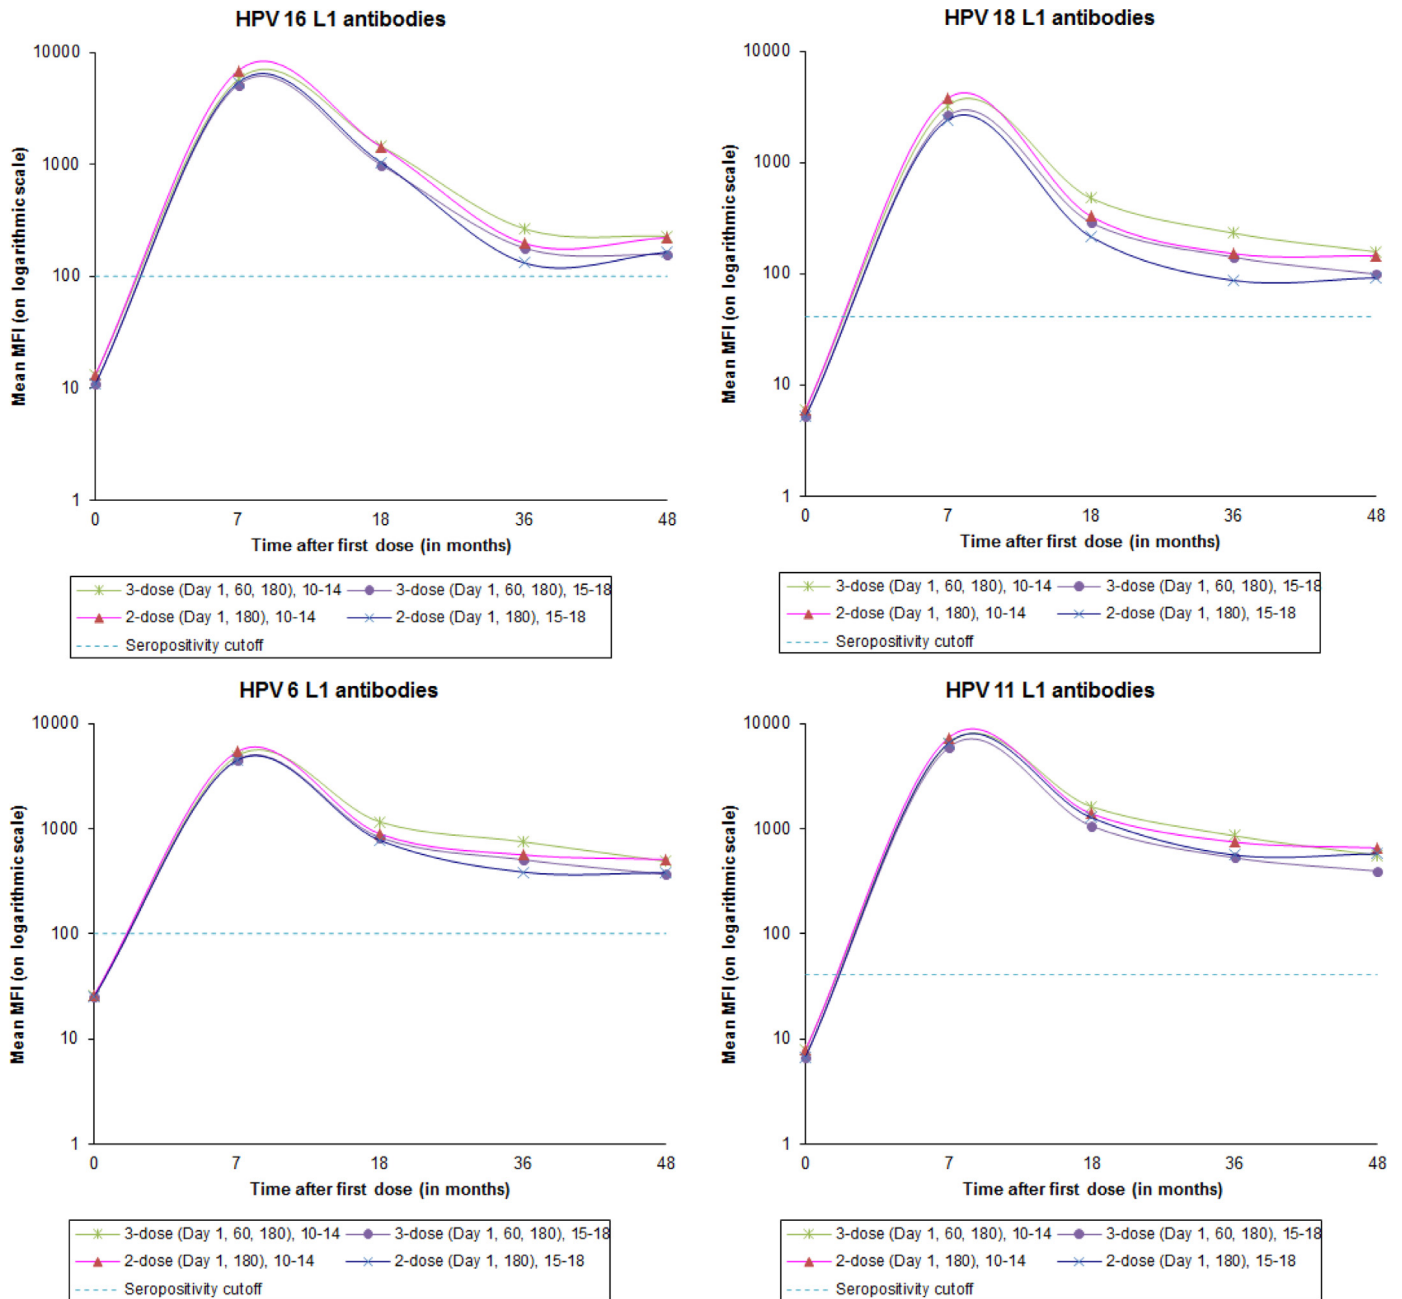 HPV 16 L1 antibodies
Mean MFI (on logarithmic scale)
10000
1000
100
10
1
0 7 18 36 48
Time after first dose (in months)
3-dose (Day 1, 60, 180), 10-14 3-dose (Day 1, 60, 180), 15-18
2-dose (Day 1, 180), 10-14 2-dose (Day 1, 180), 15-18
Seropositivity cutoff
HPV 18 L1 antibodies
Mean MFI (on logarithmic scale)
10000
1000
100
10
1
0 7 18 36 48
Time after first dose (in months)
3-dose (Day 1, 60, 180), 10-14 3-dose (Day 1, 60, 180), 15-18
2-dose (Day 1, 180), 10-14 2-dose (Day 1, 180), 15-18
Seropositivity cutoff
HPV 6 L1 antibodies
Mean MFI (on logarithmic scale)
10000
1000
100
10
1
0 7 18 36 48
Time after first dose (in months)
3-dose (Day 1, 60, 180), 10-14 3-dose (Day 1, 60, 180), 15-18
2-dose (Day 1, 180), 10-14 2-dose (Day 1, 180), 15-18
Seropositivity cutoff
HPV 11 L1 antibodies
Mean MFI (on logarithmic scale)
10000
1000
100
10
1
0 7 18 36 48
Time after first dose (in months)
3-dose (Day 1, 60, 180), 10-14 3-dose (Day 1, 60, 180), 15-18
2-dose (Day 1, 180), 10-14 2-dose (Day 1, 180), 15-18
Seropositivity cutoff